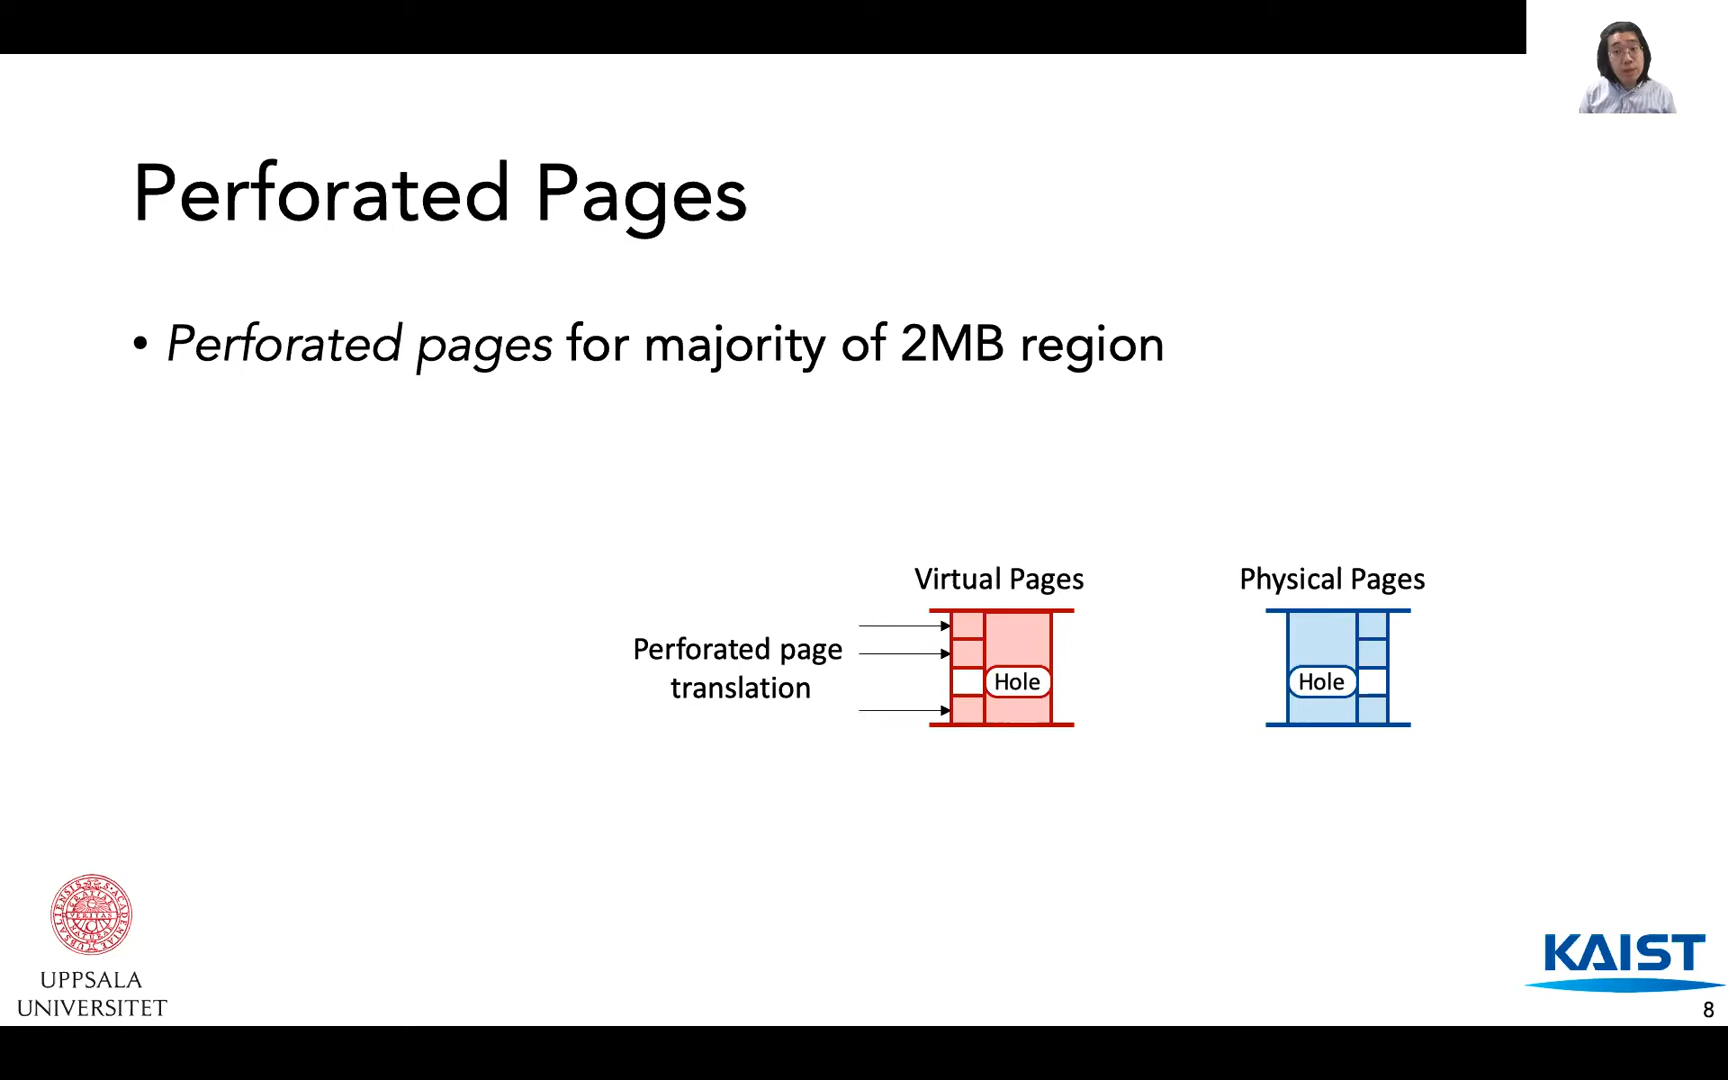 Perforated Pages
• Perforated pages for majority of 2MB region
Virtual Pages
Physical Pages
Perforated page
translation
Hole
Hole
UPPSALA
UNIVERSITET
KAIST
8